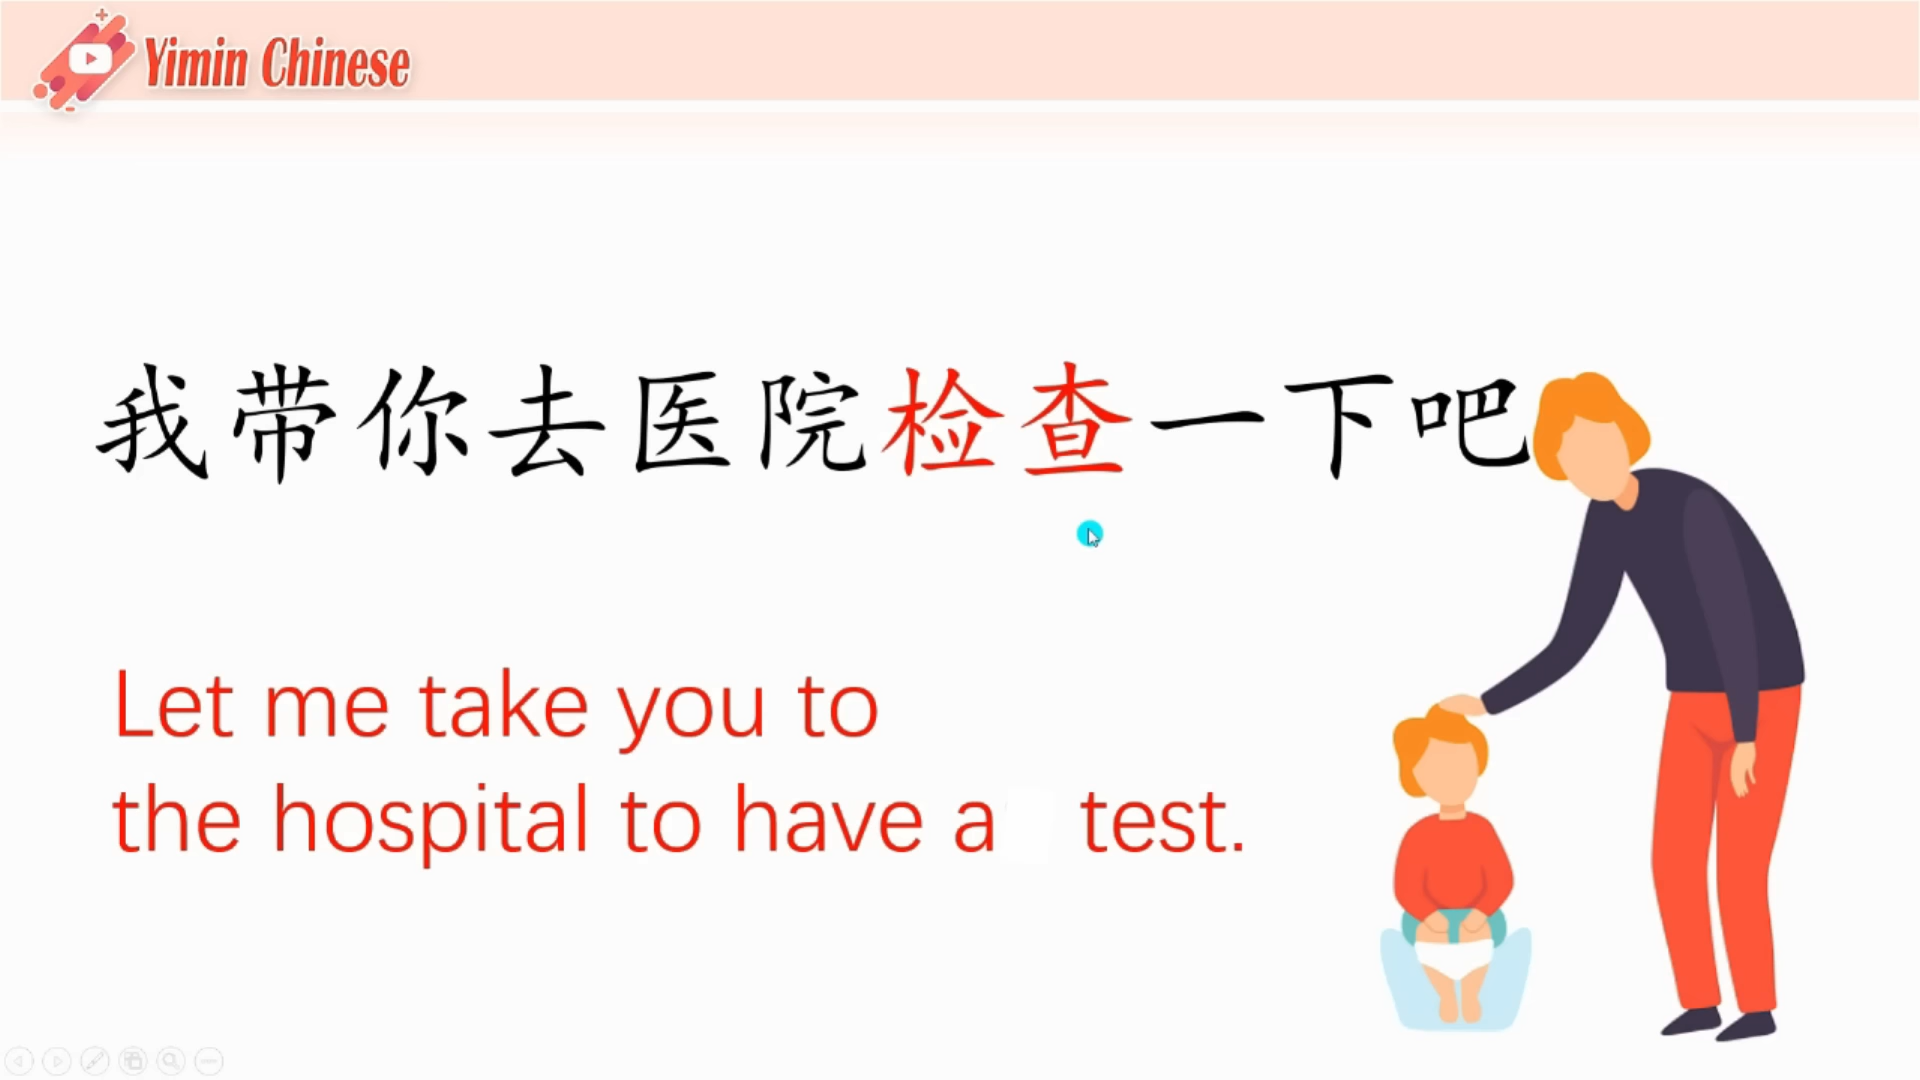 Yimin Chinese
我带你去医院检查一下吧
Let me take you to
the hospital to have a test.